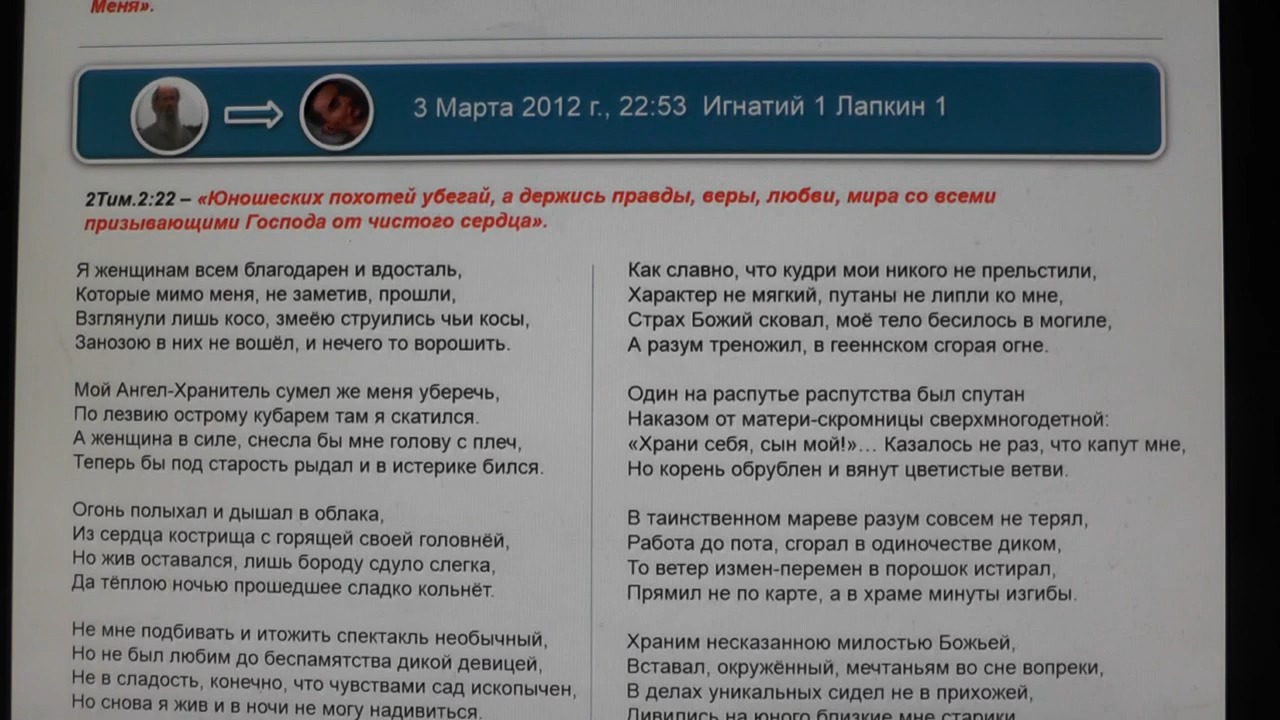 Меня».
3 Марта 2012 г., 22:53 Игнатий 1 Лапкин 1
2Тим.2:22 – «Юношеских похотей убегай, а держись правды, веры, любви, мира со всеми
призывающими Господа от чистого сердца».
Я женщинам всем благодарен и вдосталь,
Которые мимо меня, не заметив, прошли,
Взглянули лишь косо, змеёю струились чьи косы,
Занозою в них не вошёл, и нечего то ворошить.
Мой Ангел-Хранитель сумел же меня уберечь,
По лезвию острому кубарем там я скатился.
А женщина в силе, снесла бы мне голову с плеч,
Теперь бы под старость рыдал и в истерике бился.
Огонь полыхал и дышал в облака,
Из сердца кострища с горящей своей головнёй,
Но жив оставался, лишь бороду сдуло слегка,
Да тёплою ночью прошедшее сладко кольнёт.
Не мне подбивать и итожить спектакль необычный,
Но не был любим до беспамятства дикой девицей,
Не в сладость, конечно, что чувствами сад ископычен,
Но снова я жив и в ночи не могу надивиться.
Как славно, что кудри мои никого не прельстили,
Характер не мягкий, путаны не липли ко мне,
Страх Божий сковал, моё тело бесилось в могиле,
А разум треножил, в геенском сгорая огне.
Один на распутье распутства был спутан
Наказом от матери-скромницы сверхмногодетной:
«Храни себя, сын мой!»… Казалось не раз, что капут мне,
Но корень обрублен и вянут цветистые ветви.
В таинственном мареве разум совсем не терял,
Работа до пота, сгорал в одиночестве диком,
То ветер измен-перемен в порошок истирал,
Прямил не по карте, а в храме минуты изгибы.
Храним несказанною милостью Божьей,
Вставал, окружённый, мечтаньям во сне вопреки,
В делах уникальных сидел не в прихожей,
Дивились на юного близкие мне старики